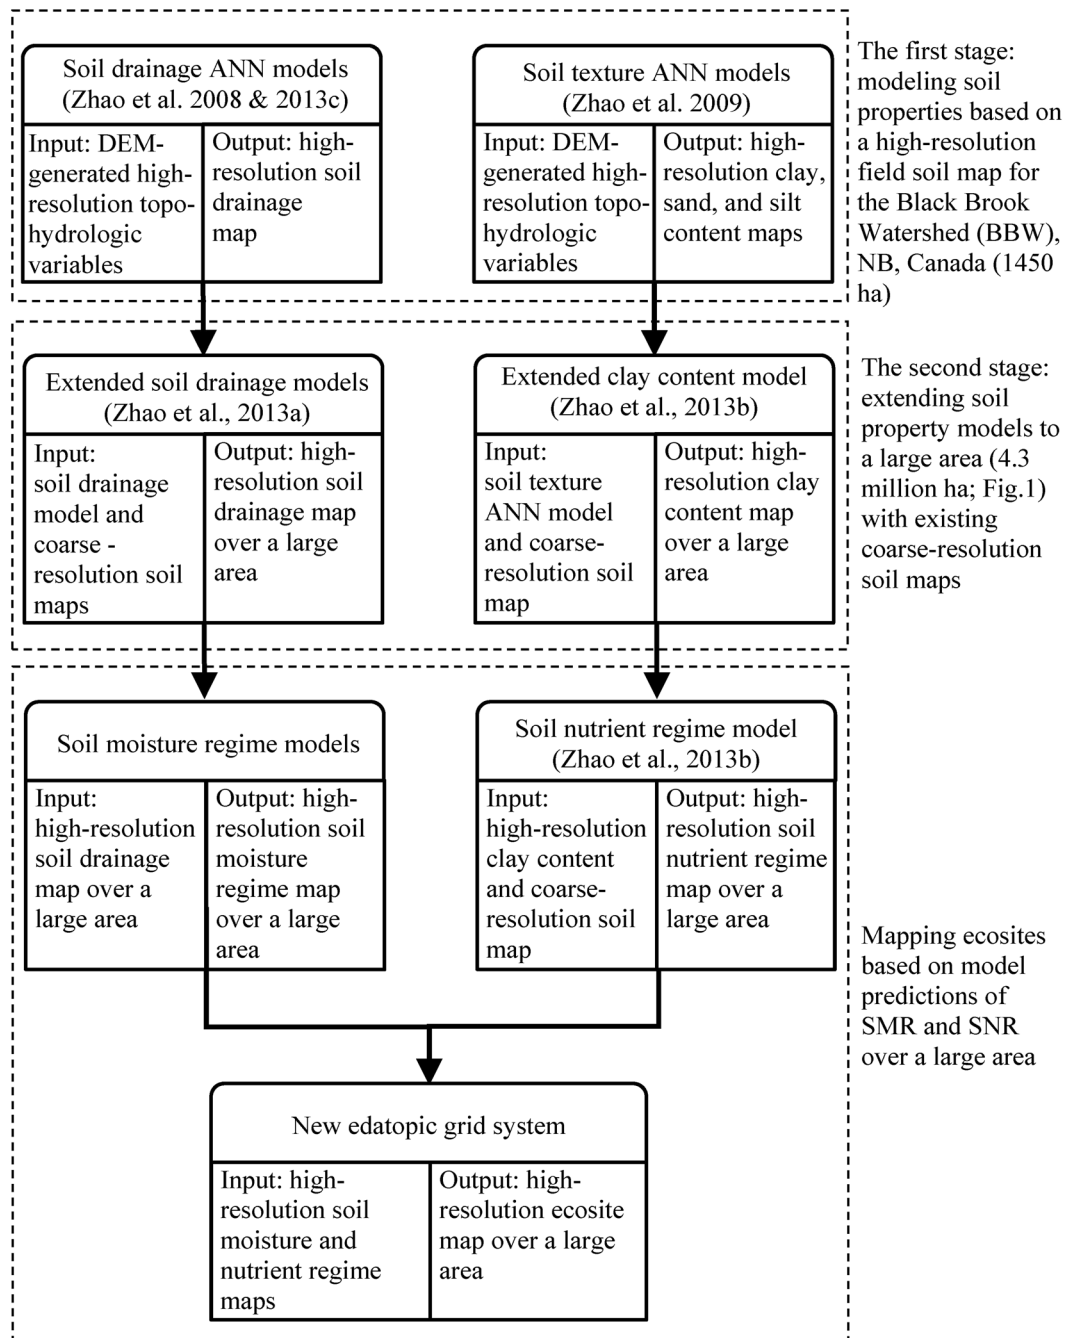 Soil drainage ANN models
(Zhao et al. 2008 & 2013c)
Input: DEM-
generated high-
resolution topo-
hydrologic
variables
Output: high-
resolution soil
drainage
map
Soil texture ANN models
(Zhao et al. 2009)
Input: DEM-
generated high-
resolution topo-
hydrologic
variables
Output: high-
resolution clay,
sand, and silt
content maps
The first stage:
modeling soil
properties based on
a high-resolution
field soil map for
the Black Brook
Watershed (BBW),
NB, Canada (1450
ha)
Extended soil drainage models
(Zhao et al., 2013a)
Input:
soil drainage
model and
coarse -
resolution soil
maps
Output: high-
resolution soil
drainage map
over a large
area
Extended clay content model
(Zhao et al., 2013b)
Input:
soil texture
ANN model
and coarse-
resolution soil
map
Output: high-
resolution clay
content map
over a large
area
The second stage:
extending soil
property models to
a large area (4.3
million ha; Fig.1)
with existing
coarse-resolution
soil maps
Soil moisture regime models
Input:
high-resolution
soil drainage
map over a
large area
Output: high-
resolution soil
moisture
regime map
over a large
area
Soil nutrient regime model
(Zhao et al., 2013b)
Input:
high-resolution
clay content
and coarse-
resolution soil
map
Output: high-
resolution soil
nutrient regime
map over a
large area
Mapping ecosites
based on model
predictions of
SMR and SNR
over a large area
New edatopic grid system
Input: high-
resolution soil
moisture and
nutrient regime
maps
Output: high-
resolution ecosite
map over a large
area